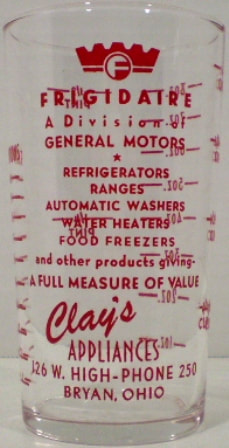 F
FRIGIDAIRE
A Division of
GENERAL MOTORS
REFRIGERATORS
RANGES
AUTOMATIC WASHERS
WATER HEATERS
FOOD FREEZERS
and other products giving-
A FULL MEASURE OF VALUE
Clay's
APPLIANCES
326 W. HIGH-PHONE 250
BRYAN, OHIO